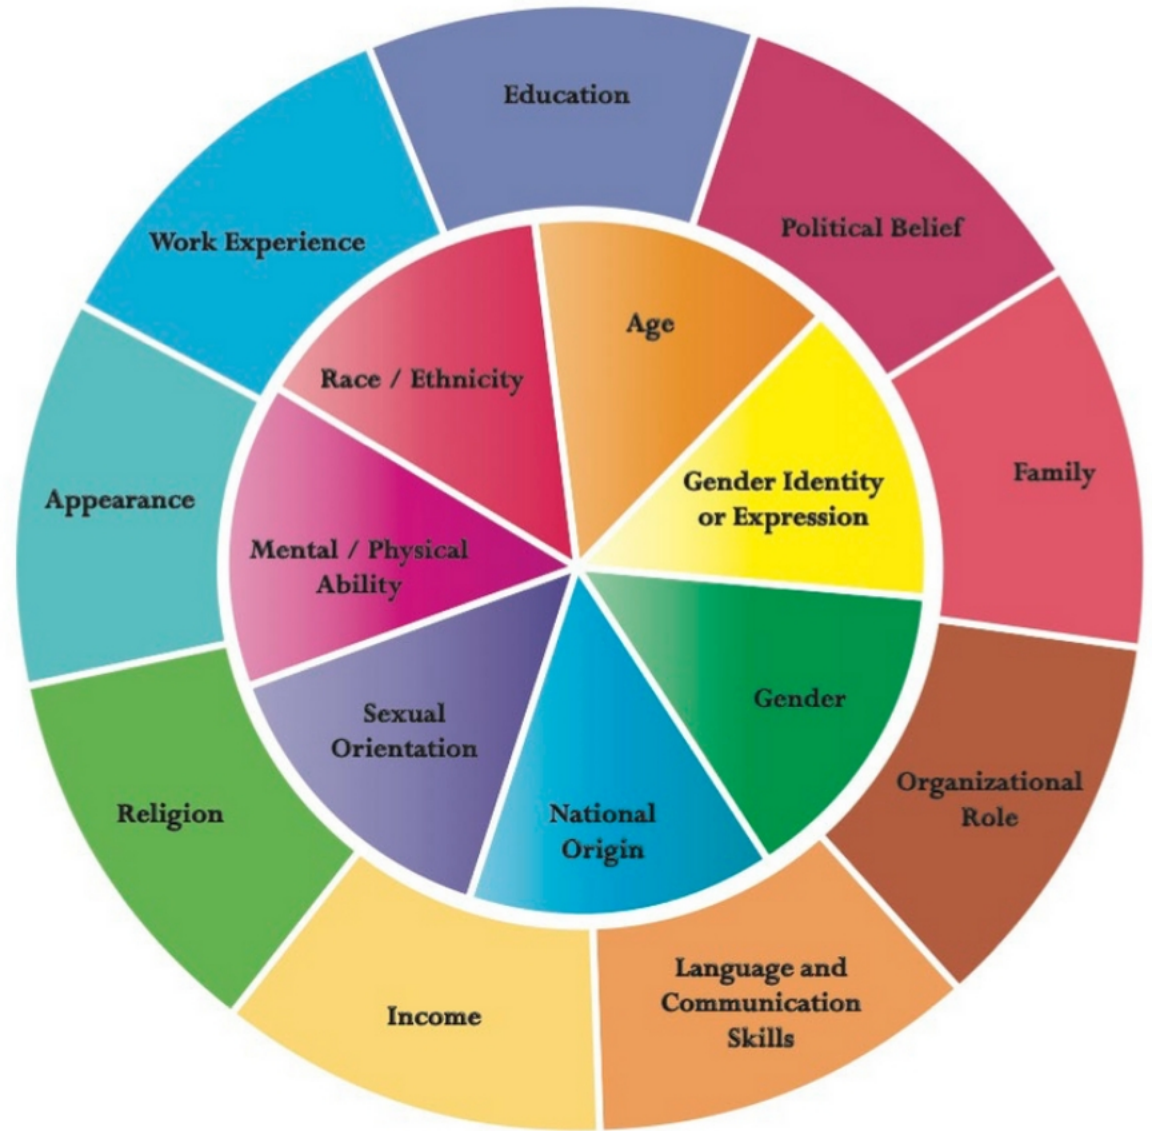 Education
Political Belief
Work Experience
Age
Race / Ethnicity
Family
Gender Identity
or Expression
Appearance
Mental / Physical
Ability
Gender
Sexual
Orientation
Organizational
Role
Religion
National
Origin
Language and
Communication
Skills
Income